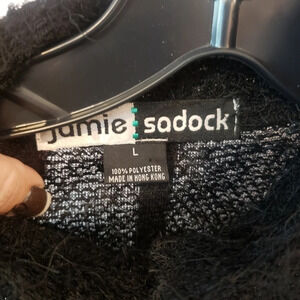 jamie sadock
L
100% POLYESTER
MADE IN HONG KONG